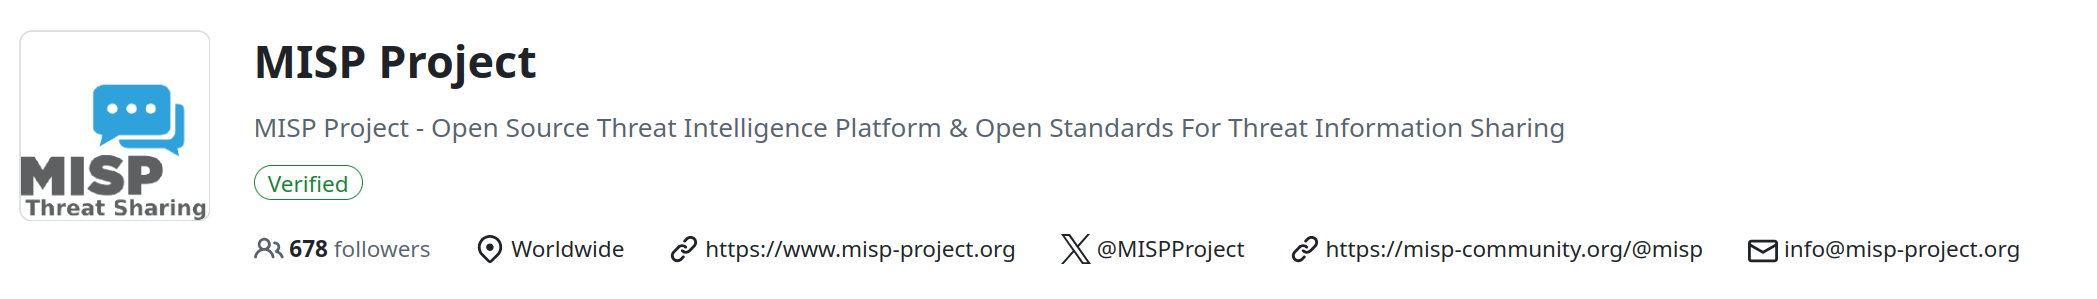 MISP
Threat Sharing
MISP Project
MISP Project - Open Source Threat Intelligence Platform & Open Standards For Threat Information Sharing
Verified
678 followers Worldwide https://www.misp-project.org @MISPProject https://misp-community.org/@misp info@misp-project.org